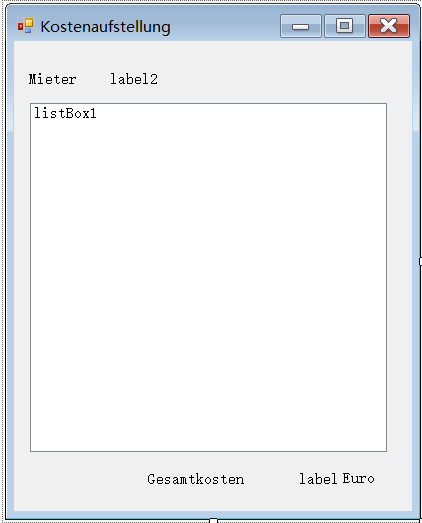 Kostenaufstellung
Mieter label2
listBox1
Gesamtkosten label Euro